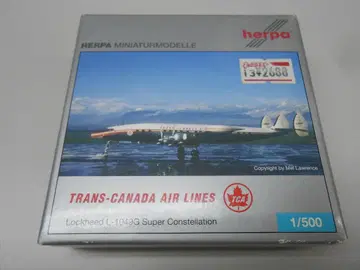 HERPA MINIATURMODELLE
herpa
13*2688
Copyright by Mel Lawrence
TRANS-CANADA AIR LINES
TCA
Lockheed L-1049G Super Constellation
1/500